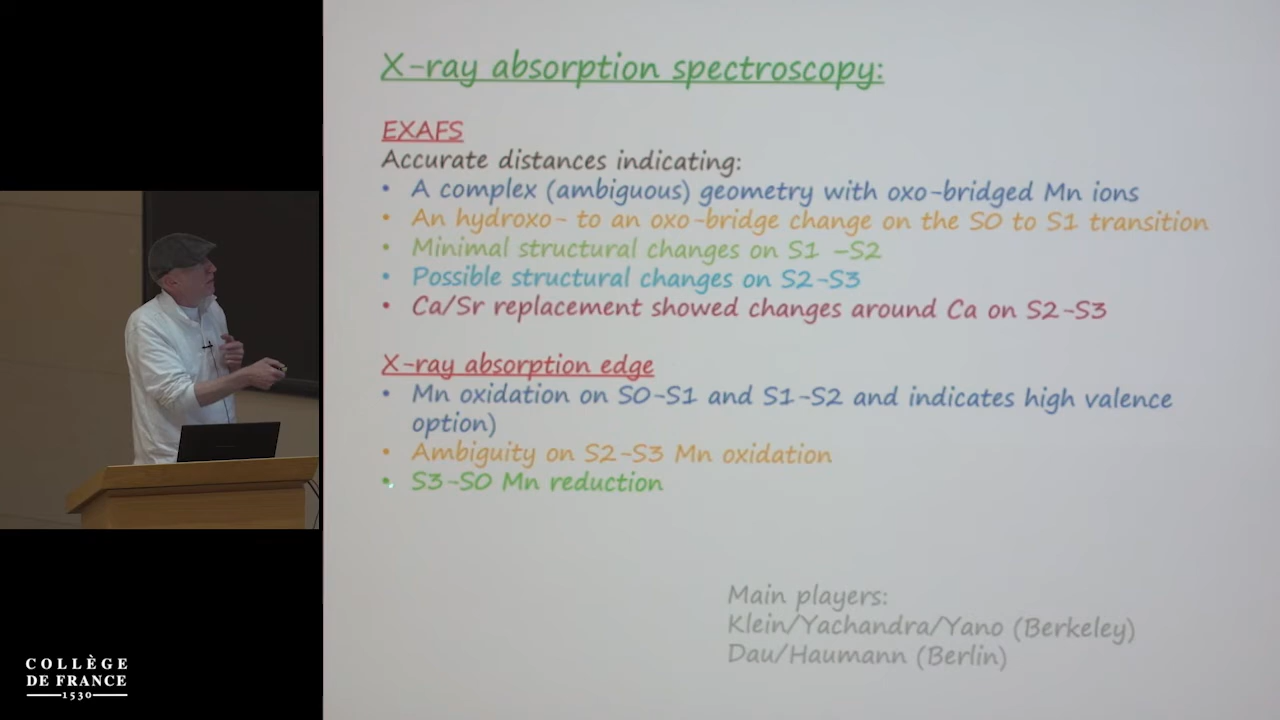 X-ray absorption spectroscopy:
EXAFS
Accurate distances indicating:
• A complex (ambiguous) geometry with oxo-bridged Mn ions
• An hydroxo- to an oxo-bridge change on the S0 to S1 transition
• Minimal structural changes on S1 -S2
• Possible structural changes on S2-S3
• Ca/Sr replacement showed changes around Ca on S2-S3
X-ray absorption edge
• Mn oxidation on S0-S1 and S1-S2 and indicates high valence
option)
• Ambiguity on S2-S3 Mn oxidation
• S3-S0 Mn reduction
Main players:
Klein/Yachandra/Yano (Berkeley)
Dau/Haumann (Berlin)
COLLÈGE
DE FRANCE
1530